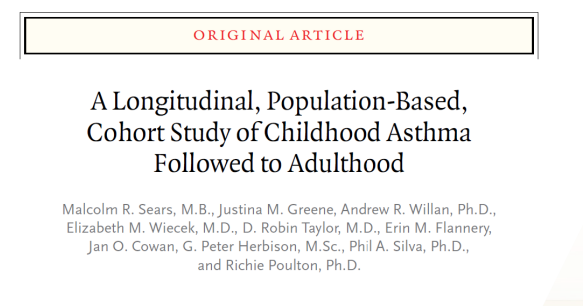 ORIGINAL ARTICLE
A Longitudinal, Population-Based,
Cohort Study of Childhood Asthma
Followed to Adulthood
Malcolm R. Sears, M.B., Justina M. Greene, Andrew R. Willan, Ph.D.,
Elizabeth M. Wiecek, M.D., D. Robin Taylor, M.D., Erin M. Flannery,
Jan O. Cowan, G. Peter Herbison, M.Sc., Phil A. Silva, Ph.D.,
and Richie Poulton, Ph.D.